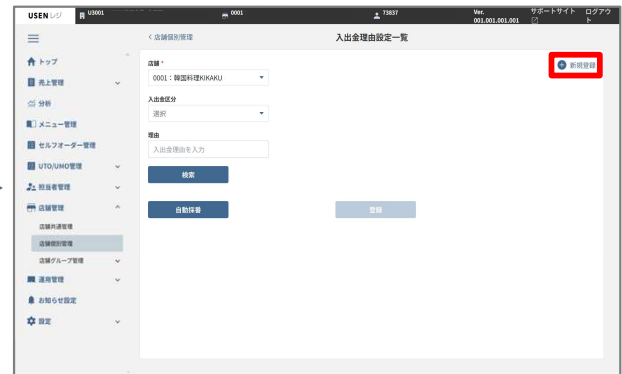 USEN レジ
U3001
0001
73837
Ver.
001.001.001.001
サポートサイト
ログアウ
ト
< 店舗個別管理
入出金理由設定一覧
トップ
売上管理
分析
メニュー管理
セルフオーダー管理
UTO/UMO管理
担当者管理
店舗管理
店舗共通管理
店舗個別管理
店舗グループ管理
運用管理
お知らせ設定
設定
店舗 *
0001：韓国料理KIKAKU
新規登録
入出金区分
選択
理由
入出金理由を入力
検索
自動採番
登録